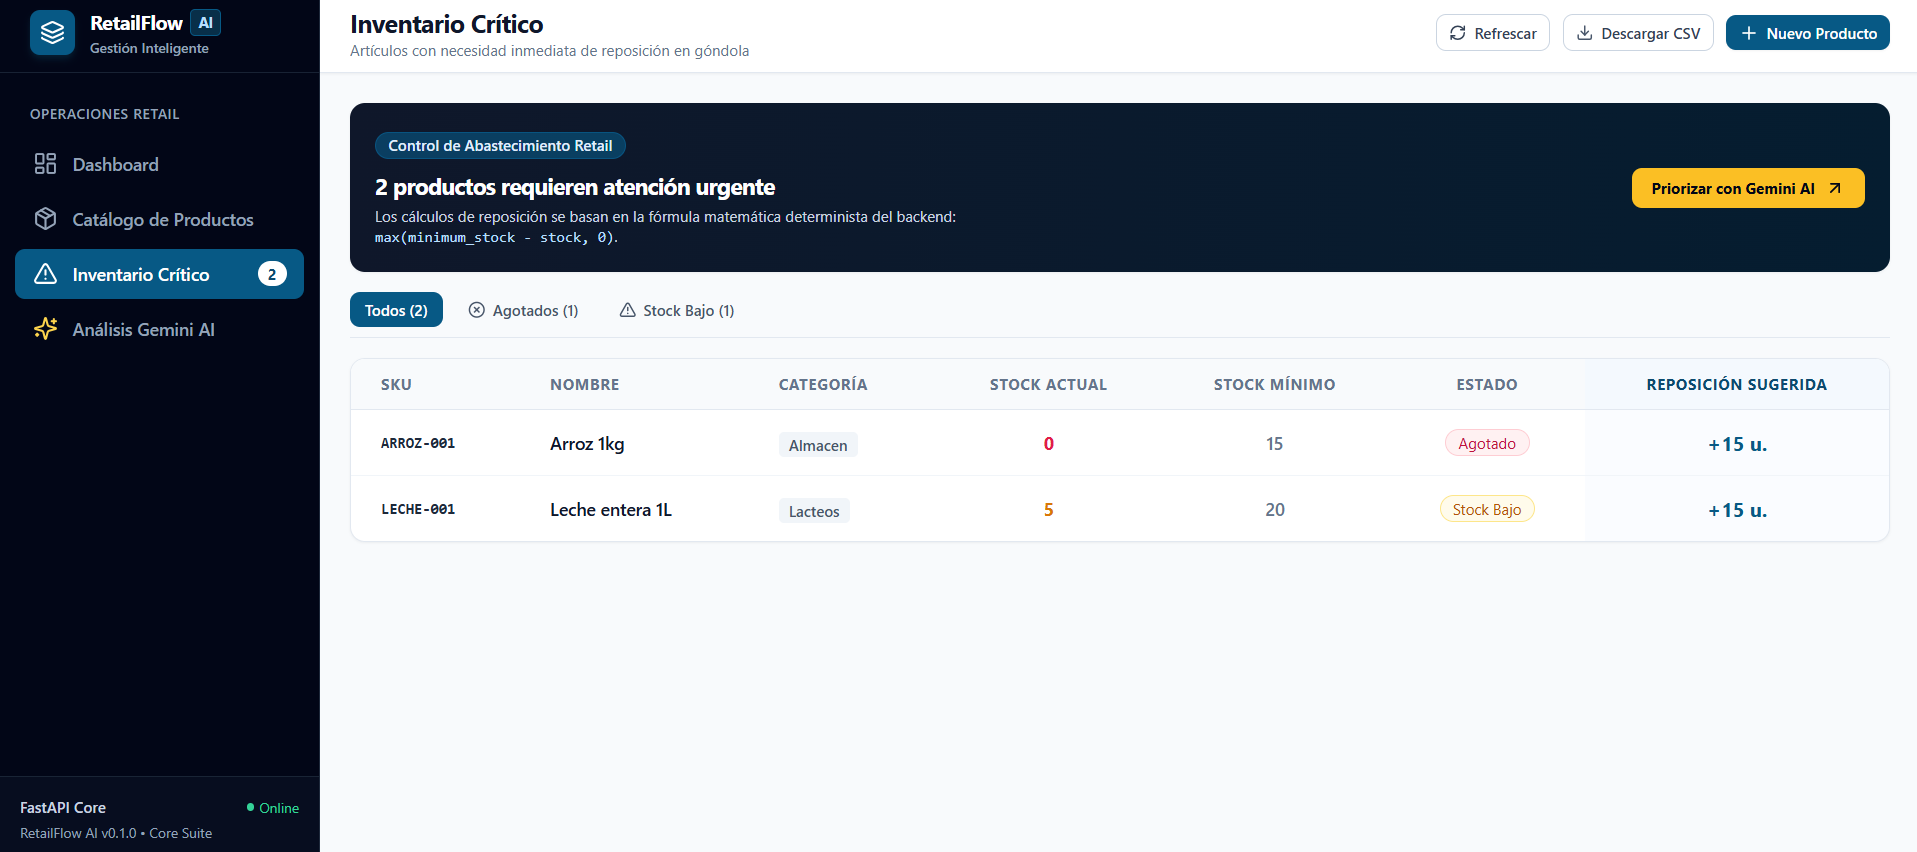 RetailFlow AI
Gestión Inteligente
OPERACIONES RETAIL
Dashboard
Catálogo de Productos
Inventario Crítico 2
Análisis Gemini AI
FastAPI Core Online
RetailFlow AI v0.1.0 • Core Suite
Inventario Crítico
Artículos con necesidad inmediata de reposición en góndola
Refrescar Descargar CSV Nuevo Producto
Control de Abastecimiento Retail
2 productos requieren atención urgente
Los cálculos de reposición se basan en la fórmula matemática determinista del backend:
max(minimum_stock - stock, 0).
Priorizar con Gemini AI
Todos (2) Agotados (1) Stock Bajo (1)
SKU NOMBRE CATEGORÍA STOCK ACTUAL STOCK MÍNIMO ESTADO REPOSICIÓN SUGERIDA
ARROZ-001 Arroz 1kg Almacen 0 15 Agotado +15 u.
LECHE-001 Leche entera 1L Lacteos 5 20 Stock Bajo +15 u.